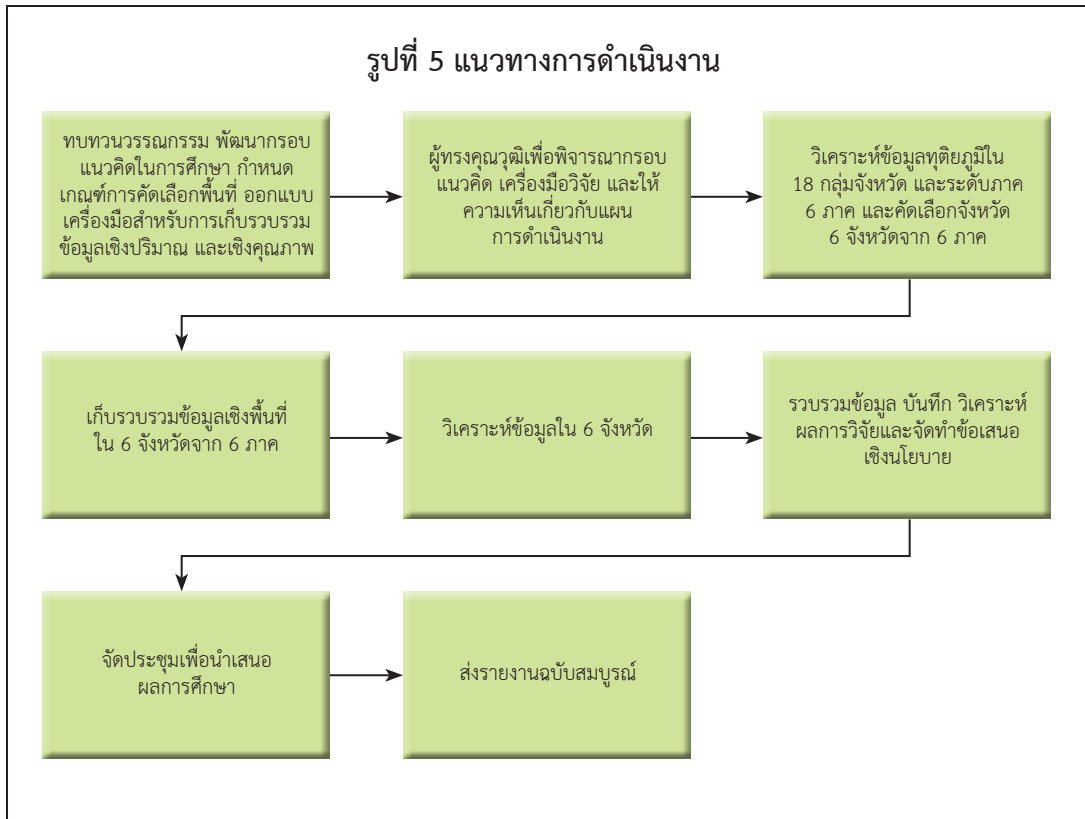 รูปที่ 5 แนวทางการดำเนินงาน
ทบทวนวรรณกรรม พัฒนากรอบ
แนวคิดในการศึกษา กำหนด
เกณฑ์การคัดเลือกพื้นที่ ออกแบบ
เครื่องมือสำหรับการเก็บรวบรวม
ข้อมูลเชิงปริมาณ และเชิงคุณภาพ
ผู้ทรงคุณวุฒิเพื่อพิจารณากรอบ
แนวคิด เครื่องมือวิจัย และให้
ความเห็นเกี่ยวกับแผน
การดำเนินงาน
วิเคราะห์ข้อมูลทุติยภูมิใน
18 กลุ่มจังหวัด และระดับภาค
6 ภาค และคัดเลือกจังหวัด
6 จังหวัดจาก 6 ภาค
เก็บรวบรวมข้อมูลเชิงพื้นที่
ใน 6 จังหวัดจาก 6 ภาค
วิเคราะห์ข้อมูลใน 6 จังหวัด
รวบรวมข้อมูล บันทึก วิเคราะห์
ผลการวิจัยและจัดทำข้อเสนอ
เชิงนโยบาย
จัดประชุมเพื่อนำเสนอ
ผลการศึกษา
ส่งรายงานฉบับสมบูรณ์